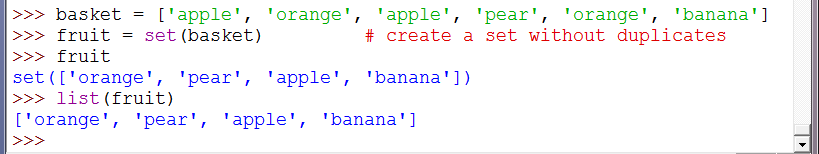 >>> basket = ['apple', 'orange', 'apple', 'pear', 'orange', 'banana']
>>> fruit = set(basket)          # create a set without duplicates
>>> fruit
set(['orange', 'pear', 'apple', 'banana'])
>>> list(fruit)
['orange', 'pear', 'apple', 'banana']
>>>